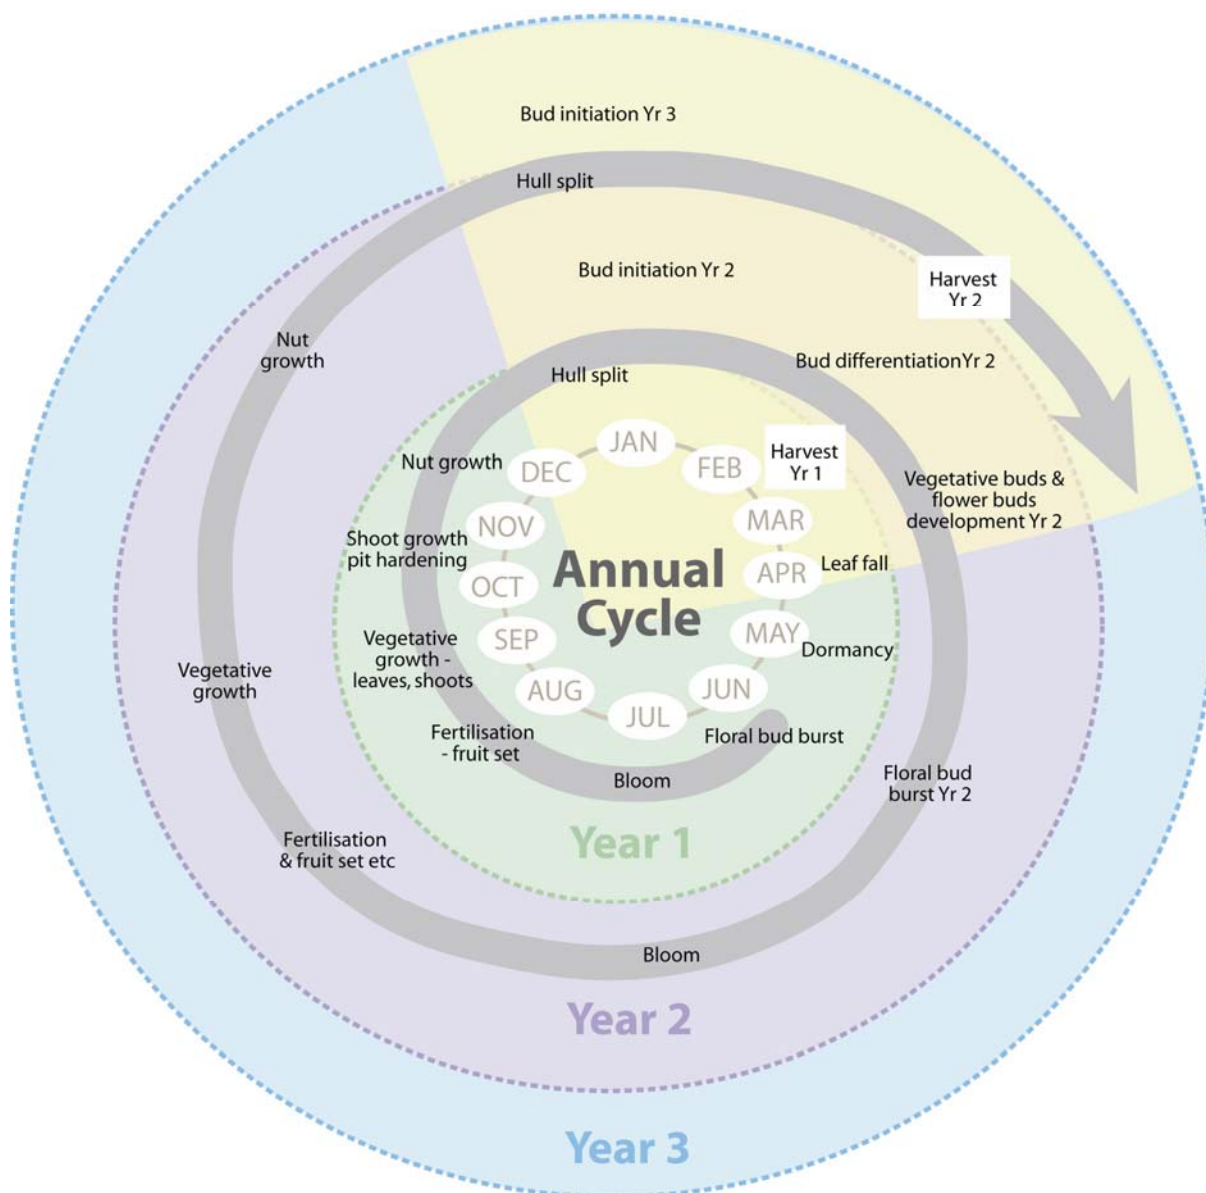 Bud initiation Yr 3
Hull split
Bud initiation Yr 2
Harvest
Yr 2
Nut
growth
Bud differentiationYr 2
Hull split
JAN
FEB
Harvest
Yr 1
Nut growth
DEC
Vegetative buds &
flower buds
development Yr 2
NOV
MAR
Shoot growth
pit hardening
Annual
Cycle
OCT
APR
Leaf fall
SEP
MAY
Dormancy
Vegetative
growth -
leaves, shoots
Vegetative
growth
AUG
JUL
JUN
Fertilisation
- fruit set
Floral bud burst
Bloom
Floral bud
burst Yr 2
Year 1
Fertilisation
& fruit set etc
Bloom
Year 2
Year 3